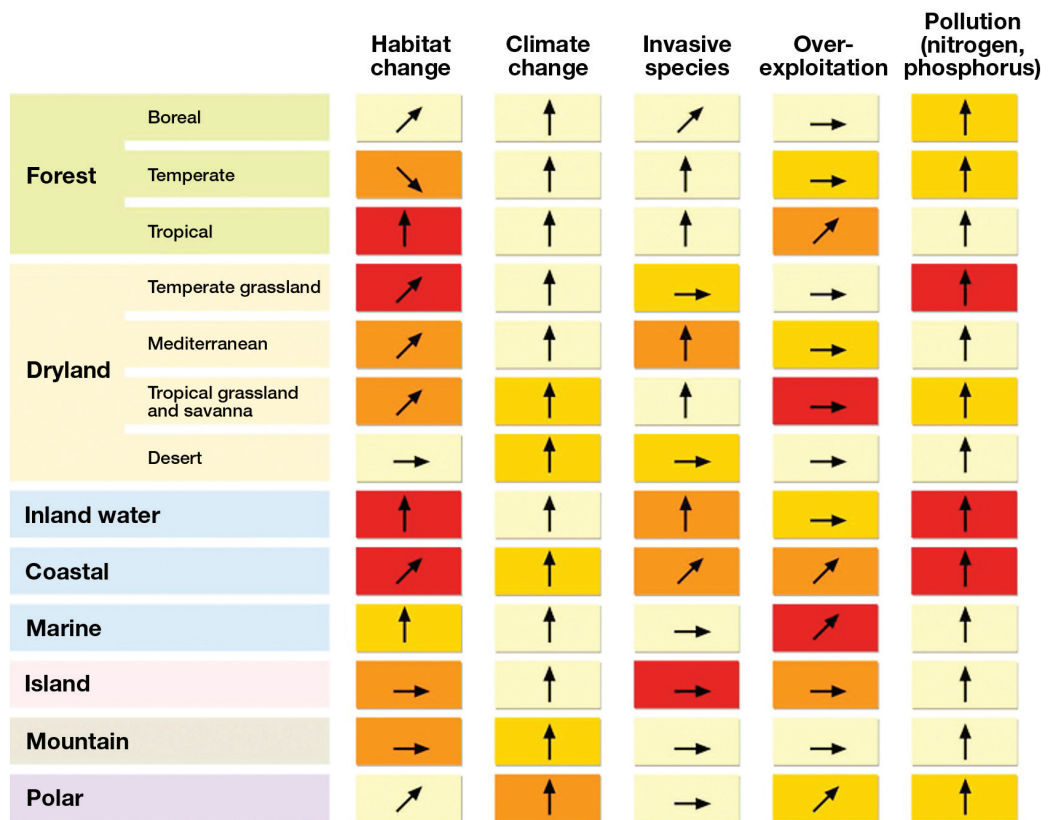 Habitat
change
Climate
change
Invasive
species
Over-
exploitation
Pollution
(nitrogen,
phosphorus)
Forest
Boreal
Temperate
Tropical
Dryland
Temperate grassland
Mediterranean
Tropical grassland
and savanna
Desert
Inland water
Coastal
Marine
Island
Mountain
Polar